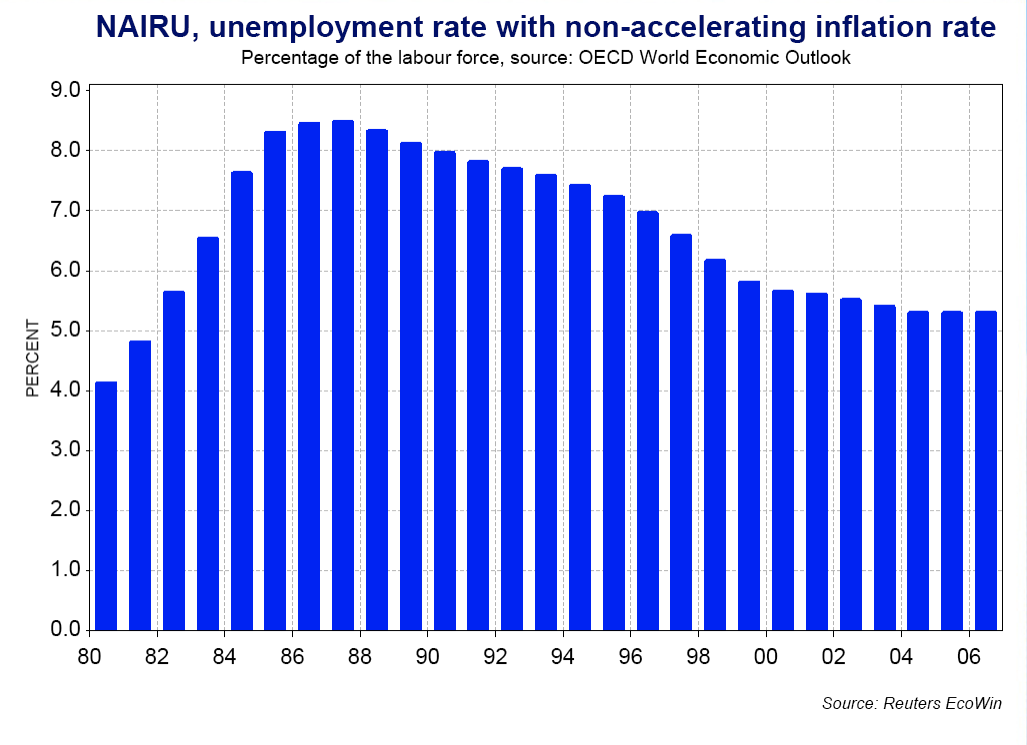 NAIRU, unemployment rate with non-accelerating inflation rate
Percentage of the labour force, source: OECD World Economic Outlook
9.0
8.0
7.0
6.0
5.0
4.0
3.0
2.0
1.0
0.0
PERCENT
80 82 84 86 88 90 92 94 96 98 00 02 04 06
Source: Reuters EcoWin